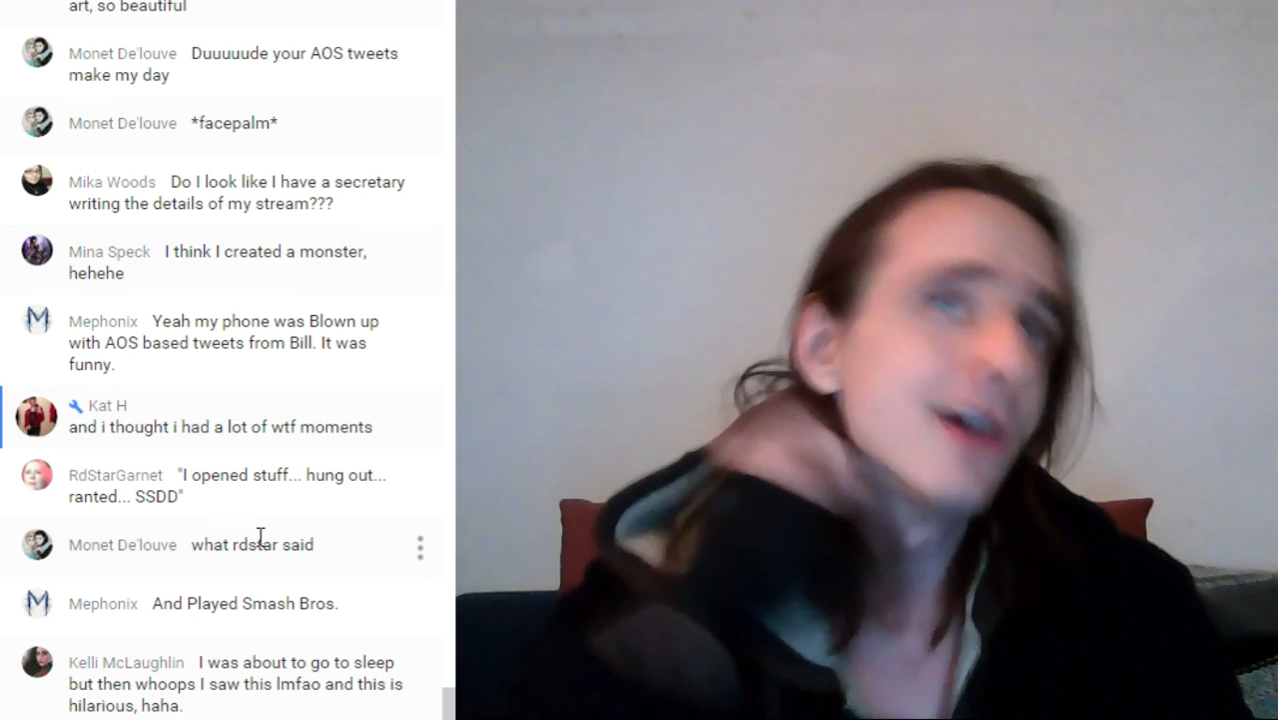 art, so beautiful
Monet De'louve Duuuuude your AOS tweets
make my day
Monet De'louve *facepalm*
Mika Woods Do I look like I have a secretary
writing the details of my stream???
Mina Speck I think I created a monster,
hehehe
Mephonix Yeah my phone was Blown up
with AOS based tweets from Bill. It was
funny.
Kat H
and i thought i had a lot of wtf moments
RdStarGarnet "I opened stuff... hung out...
ranted... SSDD"
Monet De'louve what rdstar said
Mephonix And Played Smash Bros.
Kelli McLaughlin I was about to go to sleep
but then whoops I saw this lmfao and this is
hilarious, haha.